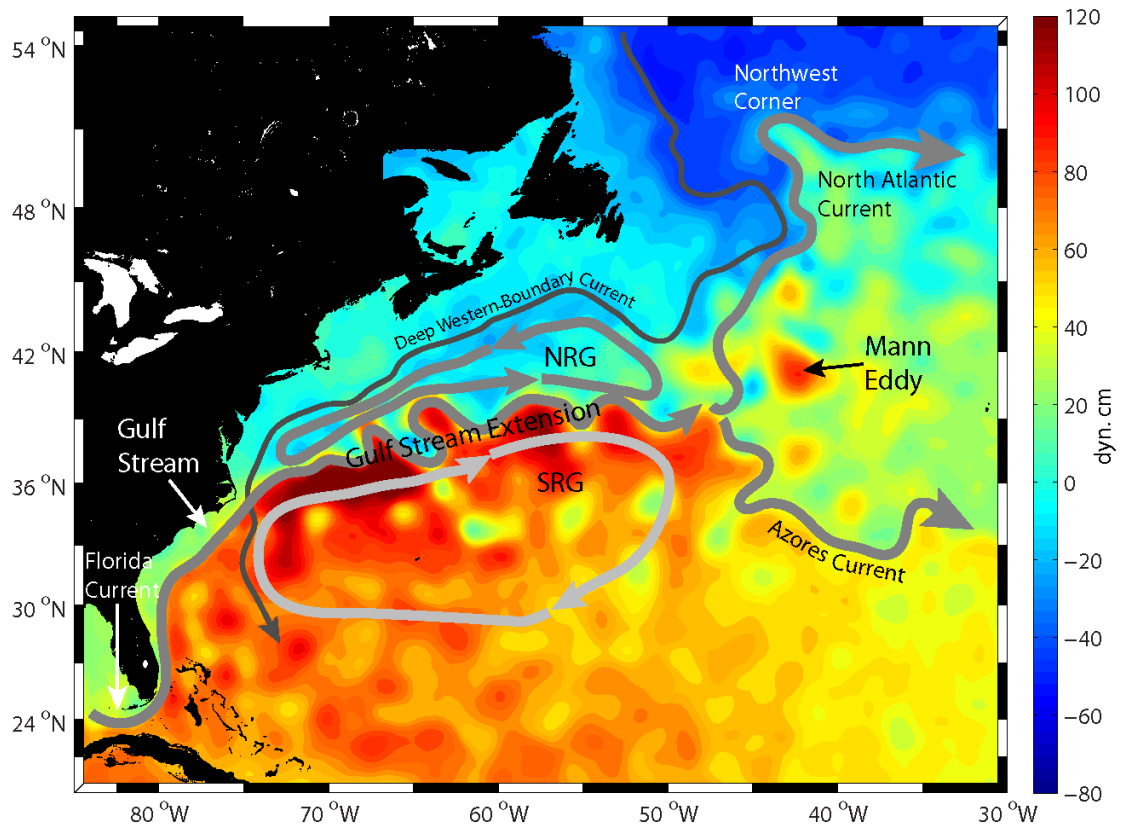 54 °N
48 °N
42 °N
36 °N
30 °N
24 °N
80 °W
70 °W
60 °W
50 °W
40 °W
30 °W
Northwest
Corner
North Atlantic
Current
Deep Western-Boundary Current
NRG
Mann
Eddy
Gulf
Stream
Gulf Stream Extension
SRG
Azores Current
Florida
Current
120
100
80
60
40
20
0
−20
−40
−60
−80
dyn. cm